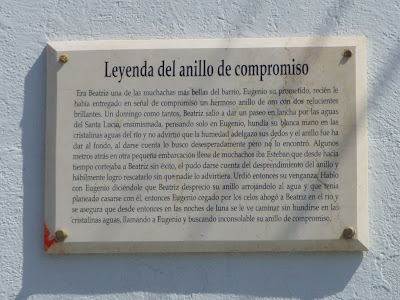 Leyenda del anillo de compromiso
Era Beatriz una de las muchachas más bellas del barrio, Eugenio su prometido, recién le
había entregado en señal de compromiso un hermoso anillo de oro con dos relucientes
brillantes. Un domingo como tantos, Beatriz salio a dar un paseo en lancha por las aguas
del Santa Lucia, ensimismada, pensando solo en Eugenio, hundia su blanca mano en las
cristalinas aguas del río y no advirtio que la humedad adelgazo sus dedos y el anillo fue ha
dar al fondo, al darse cuenta lo busco desesperadamente pero no lo encontró. Algunos
metros atrás en otra pequeña embarcación llena de muchachos iba Esteban que desde hacía
tiempo cortejaba a Beatriz sin éxito, el pudo darse cuenta del desprendimiento del anillo y
hábilmente logro rescatarlo sin que nadie lo advirtiera. Urdió entonces su venganza; Hablo
con Eugenio diciéndole que Beatriz desprecio su anillo arrojándolo al agua y que tenia
planeado casarse con él, entonces Eugenio cegado por los celos ahogó a Beatriz en el río y
se asegura que desde entonces en las noches de luna se le ve caminar sin hundirse en las
cristalinas aguas, llamando a Eugenio y buscando inconsolable su anillo de compromiso.